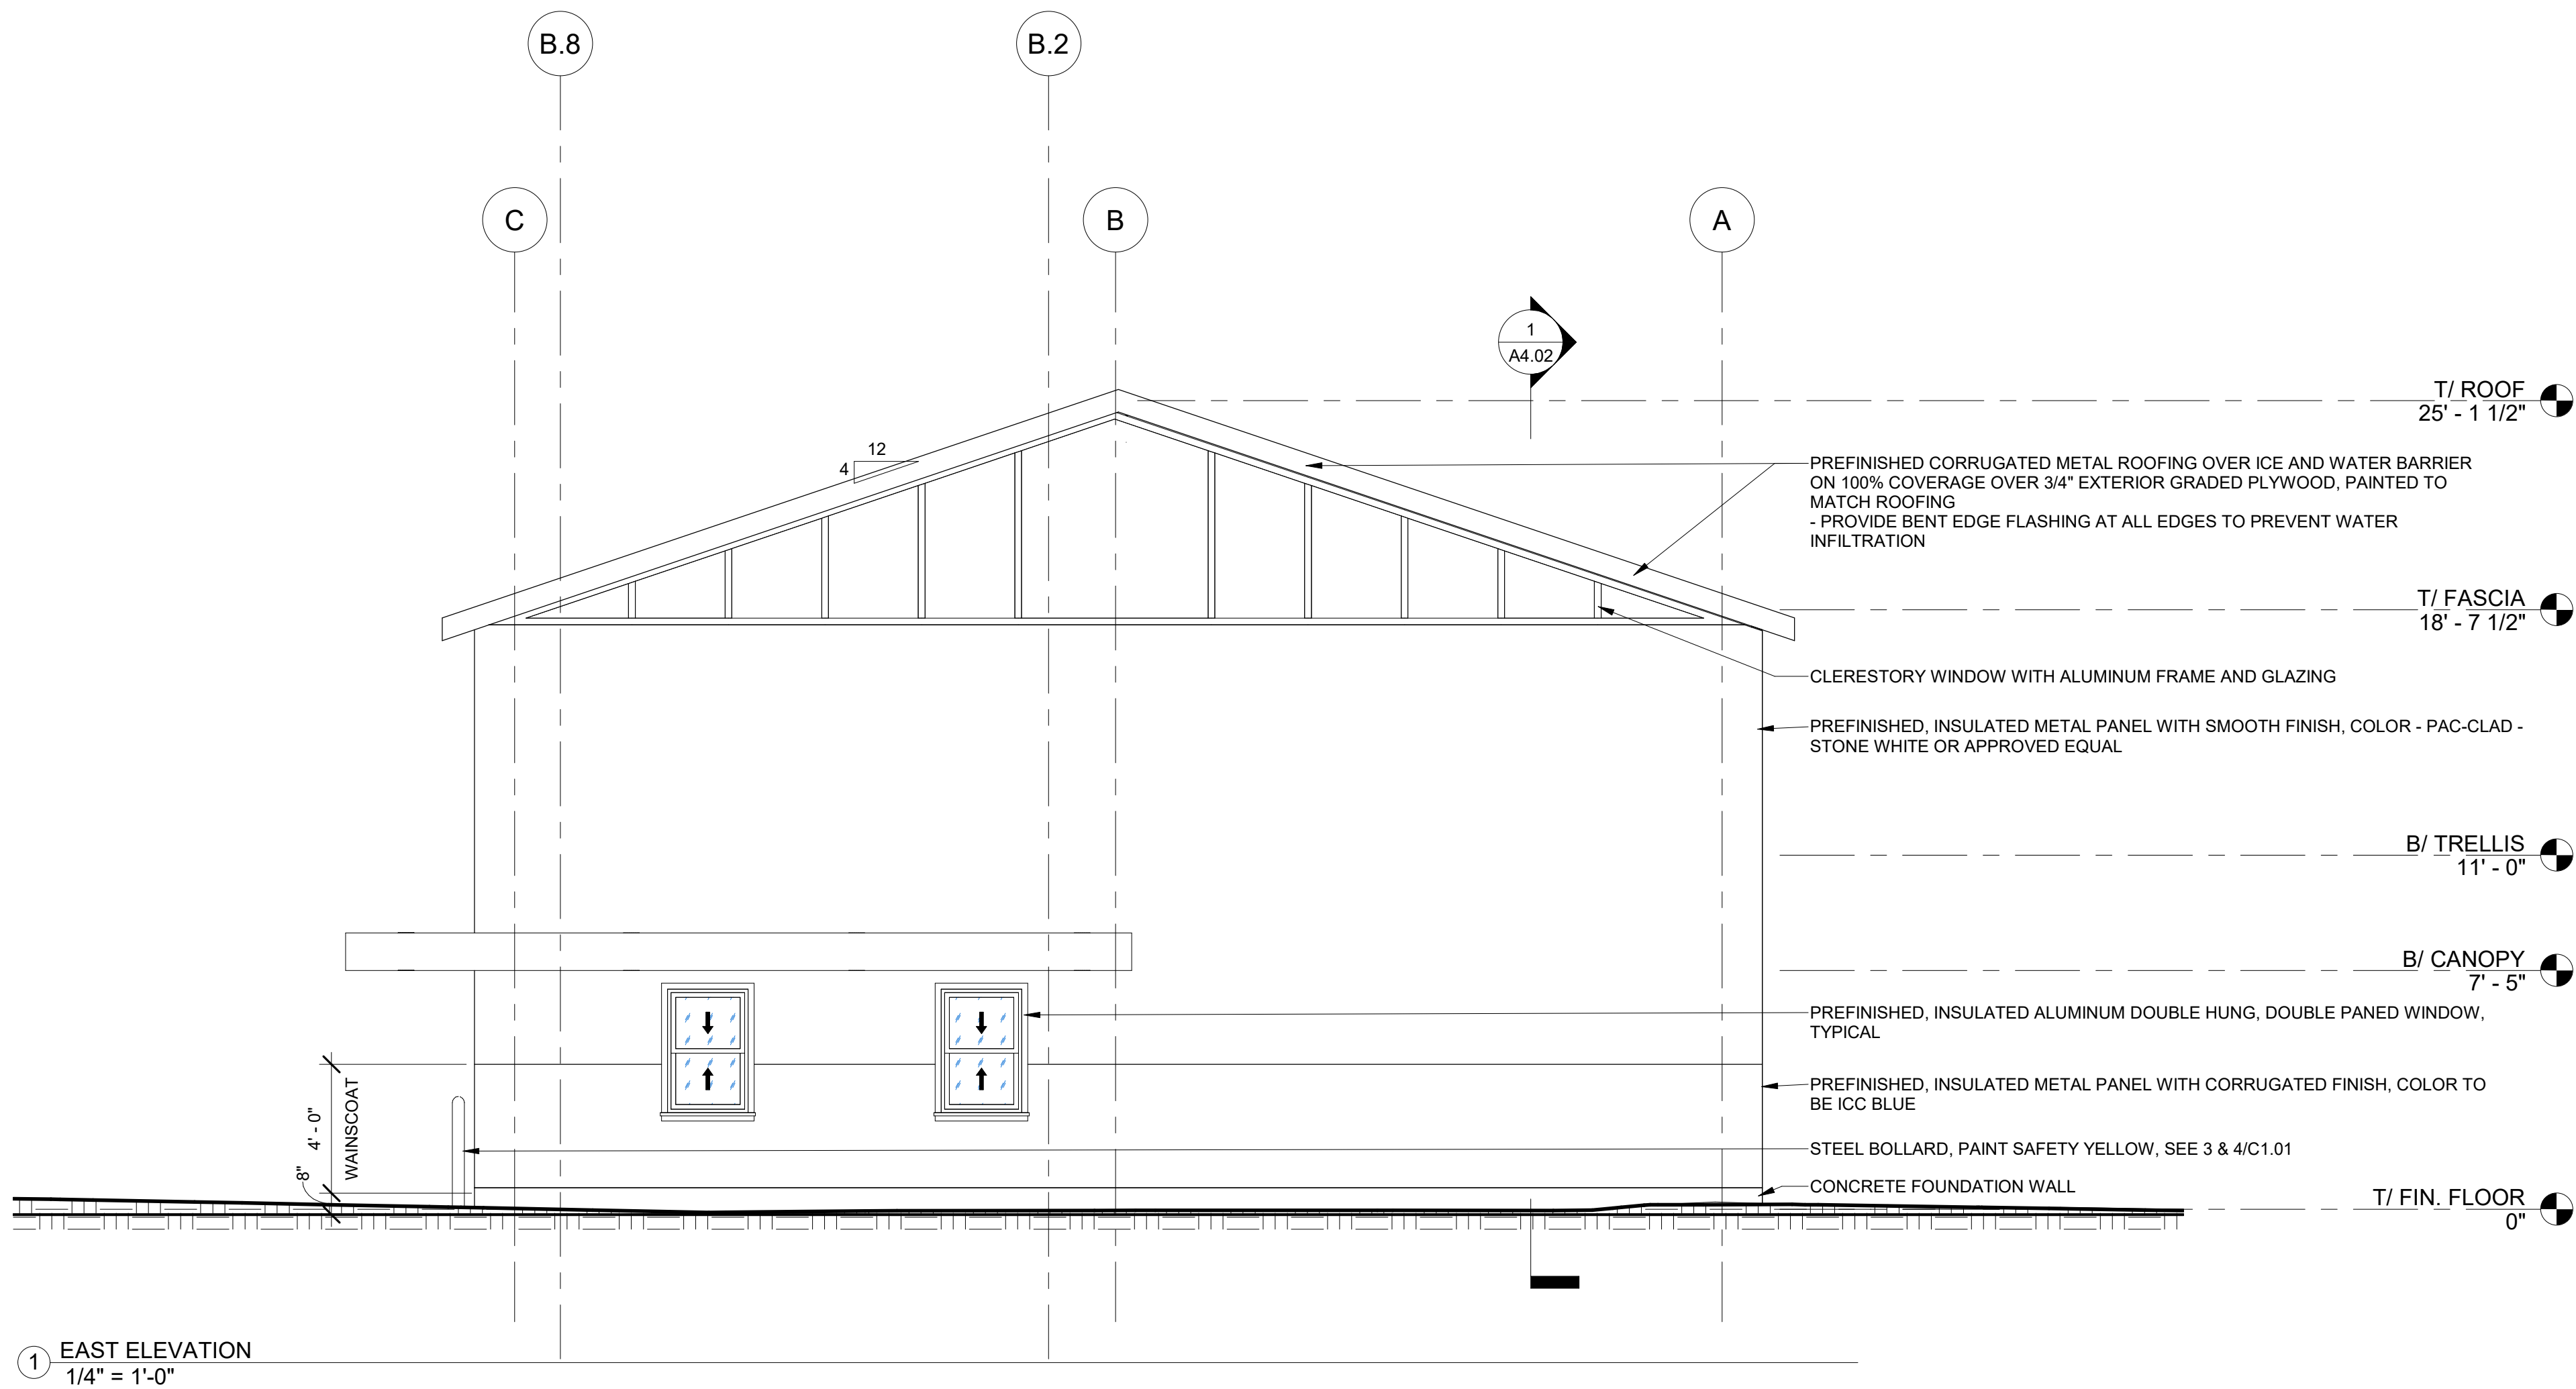 B.8
B.2
C
B
A
1
A4.02
T/ ROOF
25' - 1 1/2"
12
4
PREFINISHED CORRUGATED METAL ROOFING OVER ICE AND WATER BARRIER
ON 100% COVERAGE OVER 3/4" EXTERIOR GRADED PLYWOOD, PAINTED TO
MATCH ROOFING
- PROVIDE BENT EDGE FLASHING AT ALL EDGES TO PREVENT WATER
INFILTRATION
T/ FASCIA
18' - 7 1/2"
CLERESTORY WINDOW WITH ALUMINUM FRAME AND GLAZING
PREFINISHED, INSULATED METAL PANEL WITH SMOOTH FINISH, COLOR - PAC-CLAD -
STONE WHITE OR APPROVED EQUAL
B/ TRELLIS
11' - 0"
B/ CANOPY
7' - 5"
PREFINISHED, INSULATED ALUMINUM DOUBLE HUNG, DOUBLE PANED WINDOW,
TYPICAL
PREFINISHED, INSULATED METAL PANEL WITH CORRUGATED FINISH, COLOR TO
BE ICC BLUE
4' - 0"
WAINSCOAT
8"
STEEL BOLLARD, PAINT SAFETY YELLOW, SEE 3 & 4/C1.01
CONCRETE FOUNDATION WALL
T/ FIN. FLOOR
0"
1
EAST ELEVATION
1/4" = 1'-0"